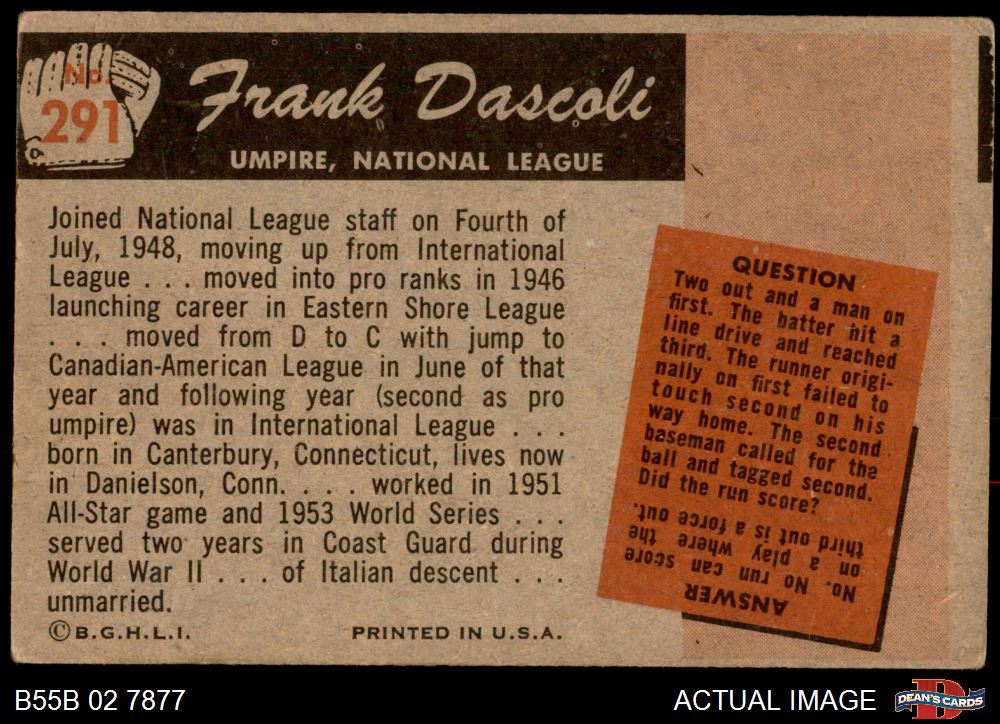 No.
291
Frank Dascoli
UMPIRE, NATIONAL LEAGUE
Joined National League staff on Fourth of
July, 1948, moving up from International
League . . . moved into pro ranks in 1946
launching career in Eastern Shore League
. . . moved from D to C with jump to
Canadian-American League in June of that
year and following year (second as pro
umpire) was in International League . . .
born in Canterbury, Connecticut, lives now
in Danielson, Conn. . . . worked in 1951
All-Star game and 1953 World Series . . .
served two years in Coast Guard during
World War II . . . of Italian descent . . .
unmarried.
© B.G.H.L.I.
PRINTED IN U.S.A.
QUESTION
Two out and a man on
first. The batter hit a
line drive and reached
third. The runner origi-
nally on first failed to
touch second on his
way home. The second
baseman called for the
ball and tagged second.
Did the run score?
ANSWER
No. No run can score
on a play where the
third out is a force out.
B55B 02 7877
ACTUAL IMAGE
D
DEAN'S CARDS